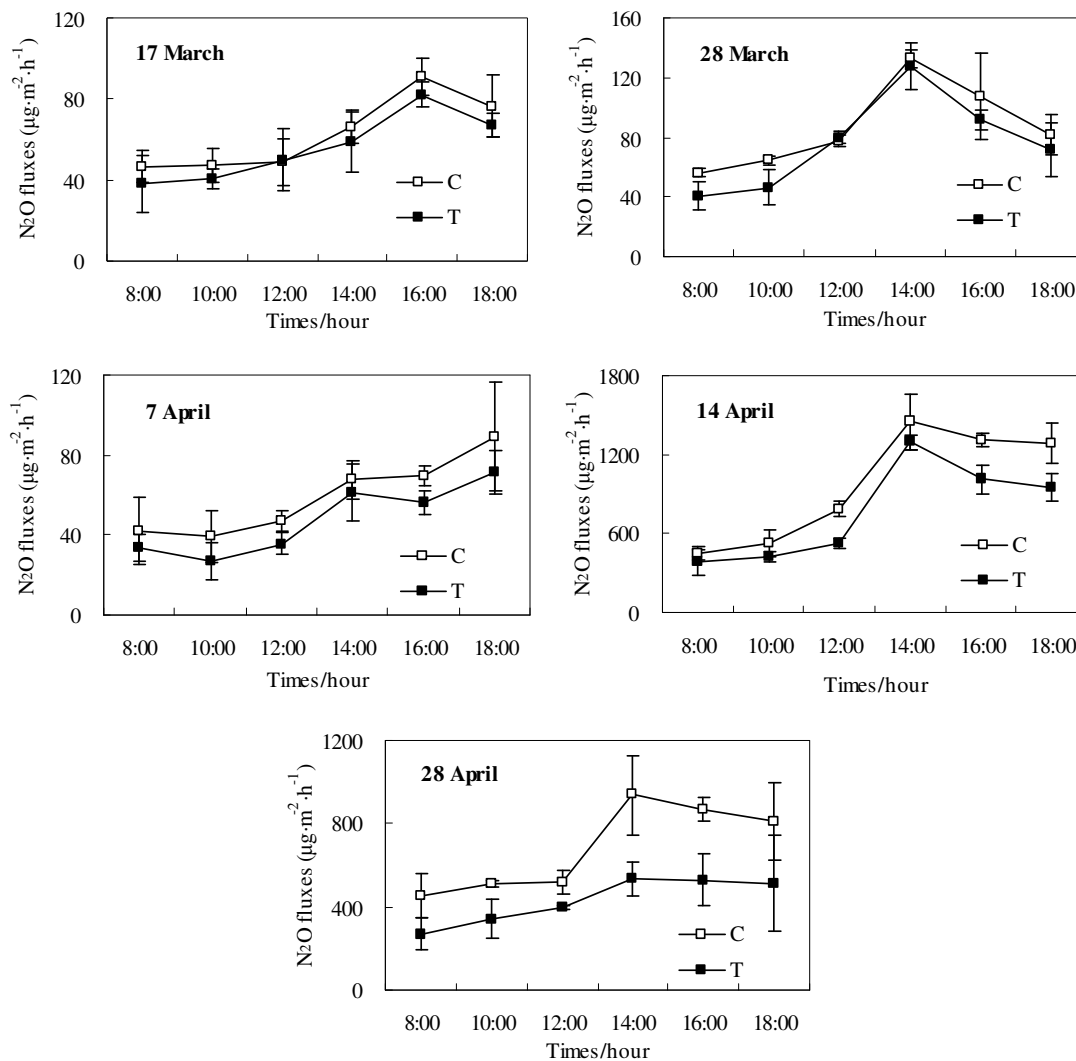 120
17 March
80
40
0
N₂O fluxes (µg·m⁻²·h⁻¹)
C
T
8:00 10:00 12:00 14:00 16:00 18:00
Times/hour
160
28 March
120
80
40
0
N₂O fluxes (µg·m⁻²·h⁻¹)
C
T
8:00 10:00 12:00 14:00 16:00 18:00
Times/hour
120
7 April
80
40
0
N₂O fluxes (µg·m⁻²·h⁻¹)
C
T
8:00 10:00 12:00 14:00 16:00 18:00
Times/hour
1800
14 April
1200
600
0
N₂O fluxes (µg·m⁻²·h⁻¹)
C
T
8:00 10:00 12:00 14:00 16:00 18:00
Times/hour
1200
28 April
800
400
0
N₂O fluxes (µg·m⁻²·h⁻¹)
C
T
8:00 10:00 12:00 14:00 16:00 18:00
Times/hour